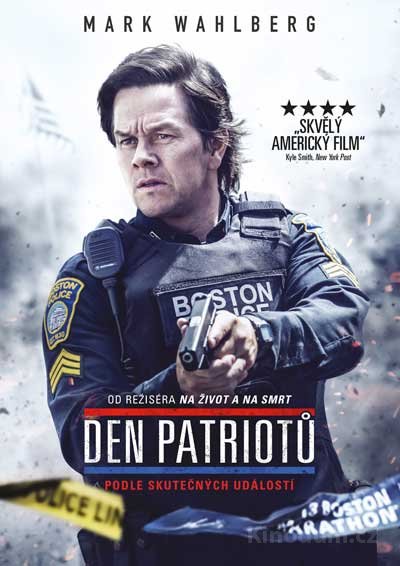 MARK WAHLBERG
★★★★
„SKVĚLÝ
AMERICKÝ FILM“
Kyle Smith, New York Post
BOSTON
POLICE
BOSTON
POLICE
OD REŽISÉRA NA ŽIVOT A NA SMRT
DEN PATRIOTŮ
PODLE SKUTEČNÝCH UDÁLOSTÍ
POLICE LIN
13 BOSTON
MARATHON
Kinodum.cz